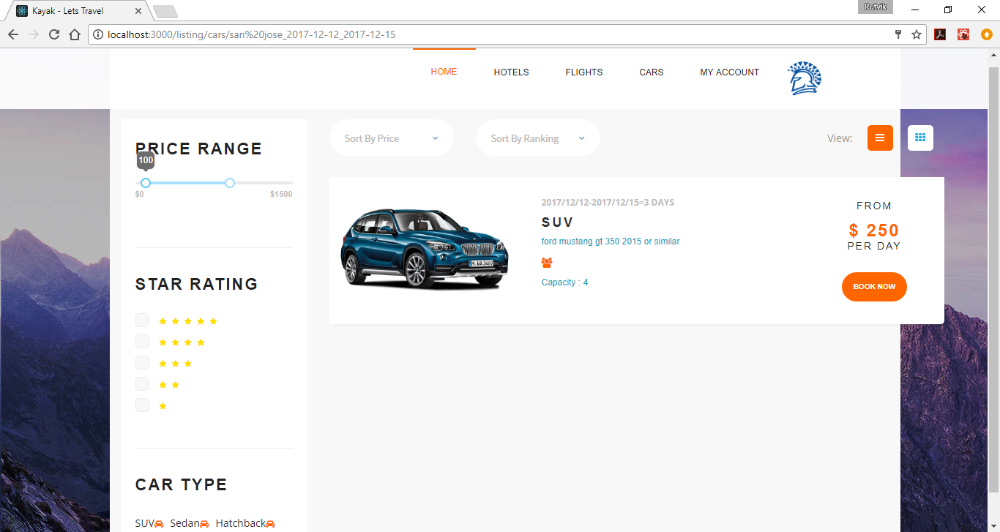 Kayak - Lets Travel
Rutvik
localhost:3000/listing/cars/san%20jose_2017-12-12_2017-12-15
HOME HOTELS FLIGHTS CARS MY ACCOUNT
PRICE RANGE
100
$0 $1500
STAR RATING
CAR TYPE
SUV Sedan Hatchback
Sort By Price Sort By Ranking View:
2017/12/12-2017/12/15=3 DAYS
SUV
ford mustang gt 350 2015 or similar
Capacity : 4
M·WA 3469
FROM
$ 250
PER DAY
BOOK NOW